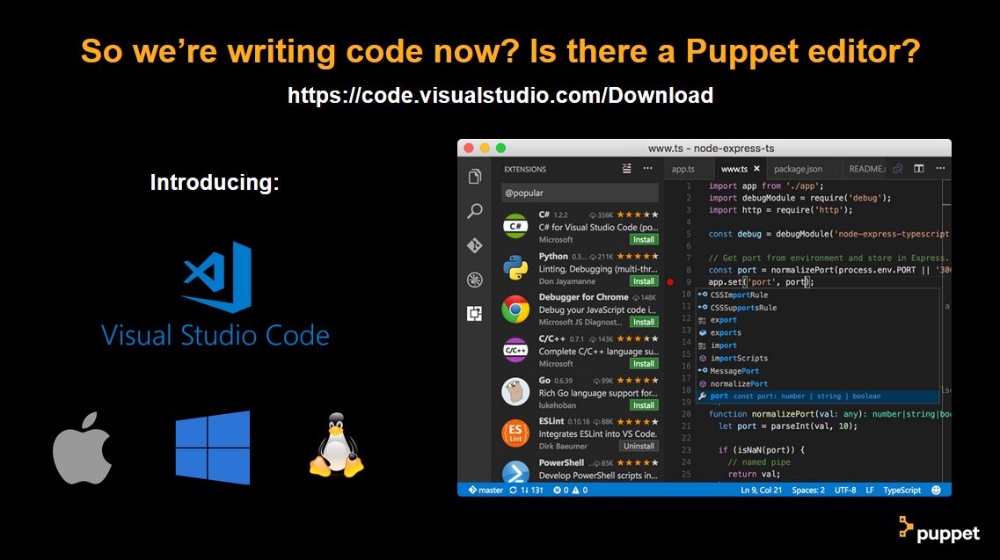 So we’re writing code now? Is there a Puppet editor?
https://code.visualstudio.com/Download
Introducing:
Visual Studio Code
www.ts - node-express-ts
EXTENSIONS
@popular
C# 1.2.2 356K
C# for Visual Studio Code (po...
Microsoft Install
Python 0.3... 211K
Linting, Debugging (multi-thr...
Don Jayamanne Install
Debugger for Chrome 148K
Debug your JavaScript code i...
Microsoft JS Diagnost... Install
C/C++ 0.7.1 143K
Complete C/C++ language su...
Microsoft Install
Go 0.6.39 99K
Rich Go language support for...
lukehoban Install
ESLint 0.10.18 88K
Integrates ESLint into VS Code.
Dirk Baeumer Uninstall
PowerShell ... 85K
Develop PowerShell scripts in...
C#
C/C++
ES
Lint
app.ts www.ts package.json README.
1 import app from './app';
2 import debugModule = require('debug');
3 import http = require('http');
4
5 const debug = debugModule('node-express-typescript
6
7 // Get port from environment and store in Express.
8 const port = normalizePort(process.env.PORT || '300
9 app.set('port', port);
10 CSSImportRule
11 CSSSupportsRule
12 export
13 exports
14 import
15 importScripts
16 MessagePort
17 normalizePort
18 port const port: number | string | boolean
19
20 function normalizePort(val: any): number|string|boo
21 let port = parseInt(val, 10);
22
23 if (isNaN(port)) {
24 // named pipe
25 return val;
master 1↓ 13↑ 0 0 Ln 9, Col 21 Spaces: 2 UTF-8 LF TypeScript
puppet